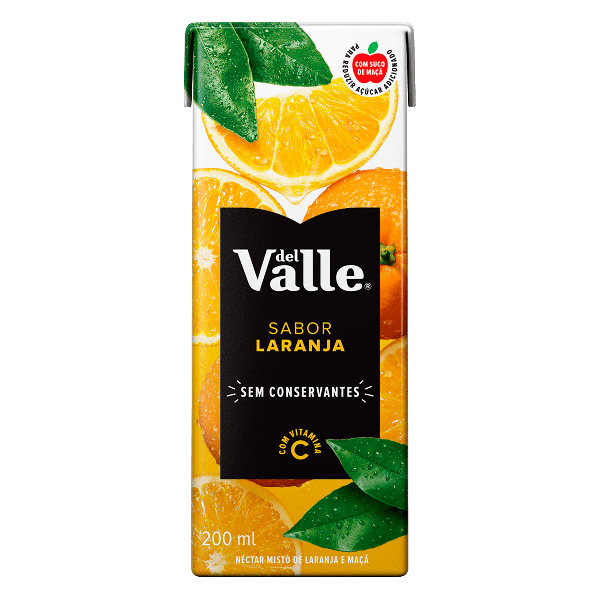 COM SUCO
DE MAÇÃ
PARA REDUZIR AÇÚCAR ADICIONADO
del
Valle®
SABOR
LARANJA
SEM CONSERVANTES
COM VITAMINA
C
200 ml
NÉCTAR MISTO DE LARANJA E MAÇÃ